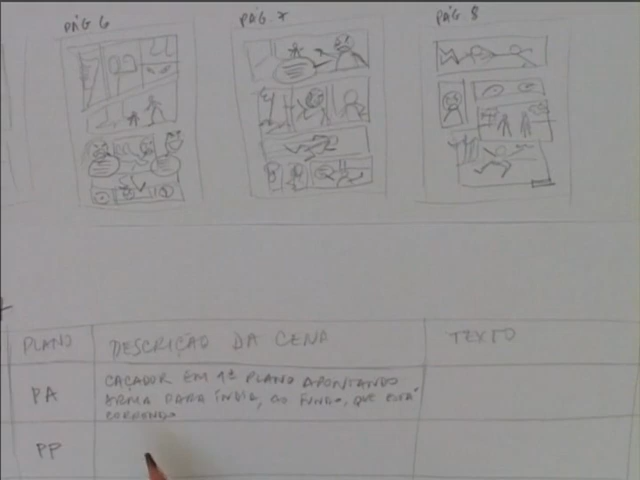 PÁG 6
PÁG 7
PÁG 8
PLANO
DESCRIÇÃO DA CENA
TEXTO
PA
CAÇADOR EM 1º PLANO APONTANDO
ARMA PARA ÍNDIA, AO FUNDO, QUE ESTÁ
CORRENDO
PP